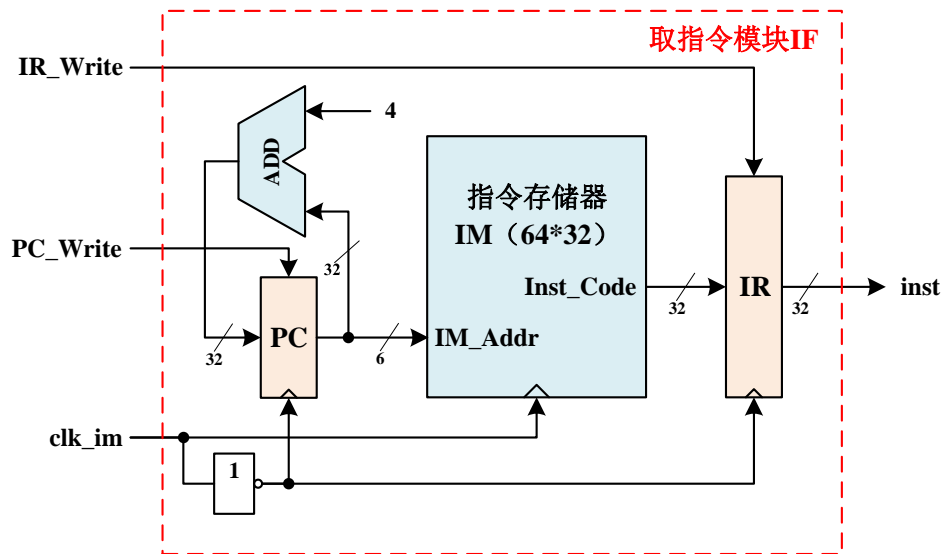 取指令模块IF
IR_Write
4
ADD
指令存储器
IM（64*32）
PC_Write
32
Inst_Code
32
IR
32
inst
PC
32
6
IM_Addr
clk_im
1